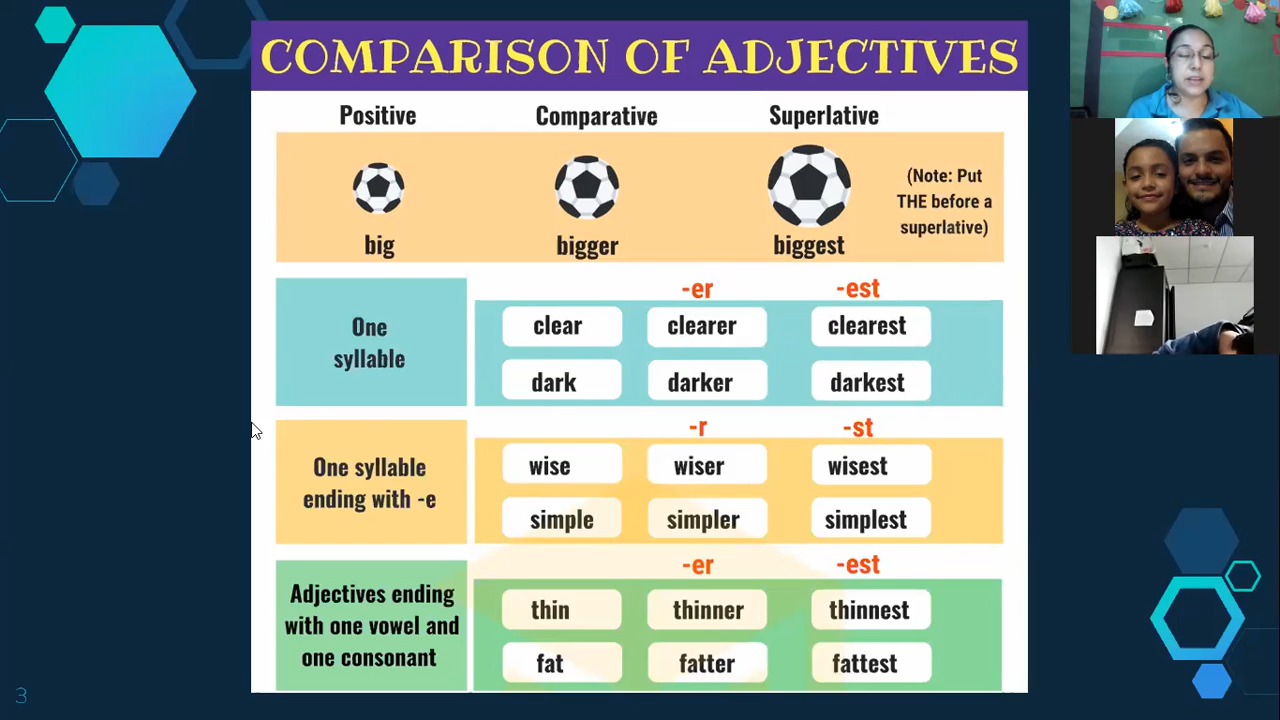 COMPARISON OF ADJECTIVES
Positive Comparative Superlative
(Note: Put
THE before a
superlative)
big bigger biggest
-er -est
One
syllable
clear clearer clearest
dark darker darkest
-r -st
One syllable
ending with -e
wise wiser wisest
simple simpler simplest
-er -est
Adjectives ending
with one vowel and
one consonant
thin thinner thinnest
fat fatter fattest
3